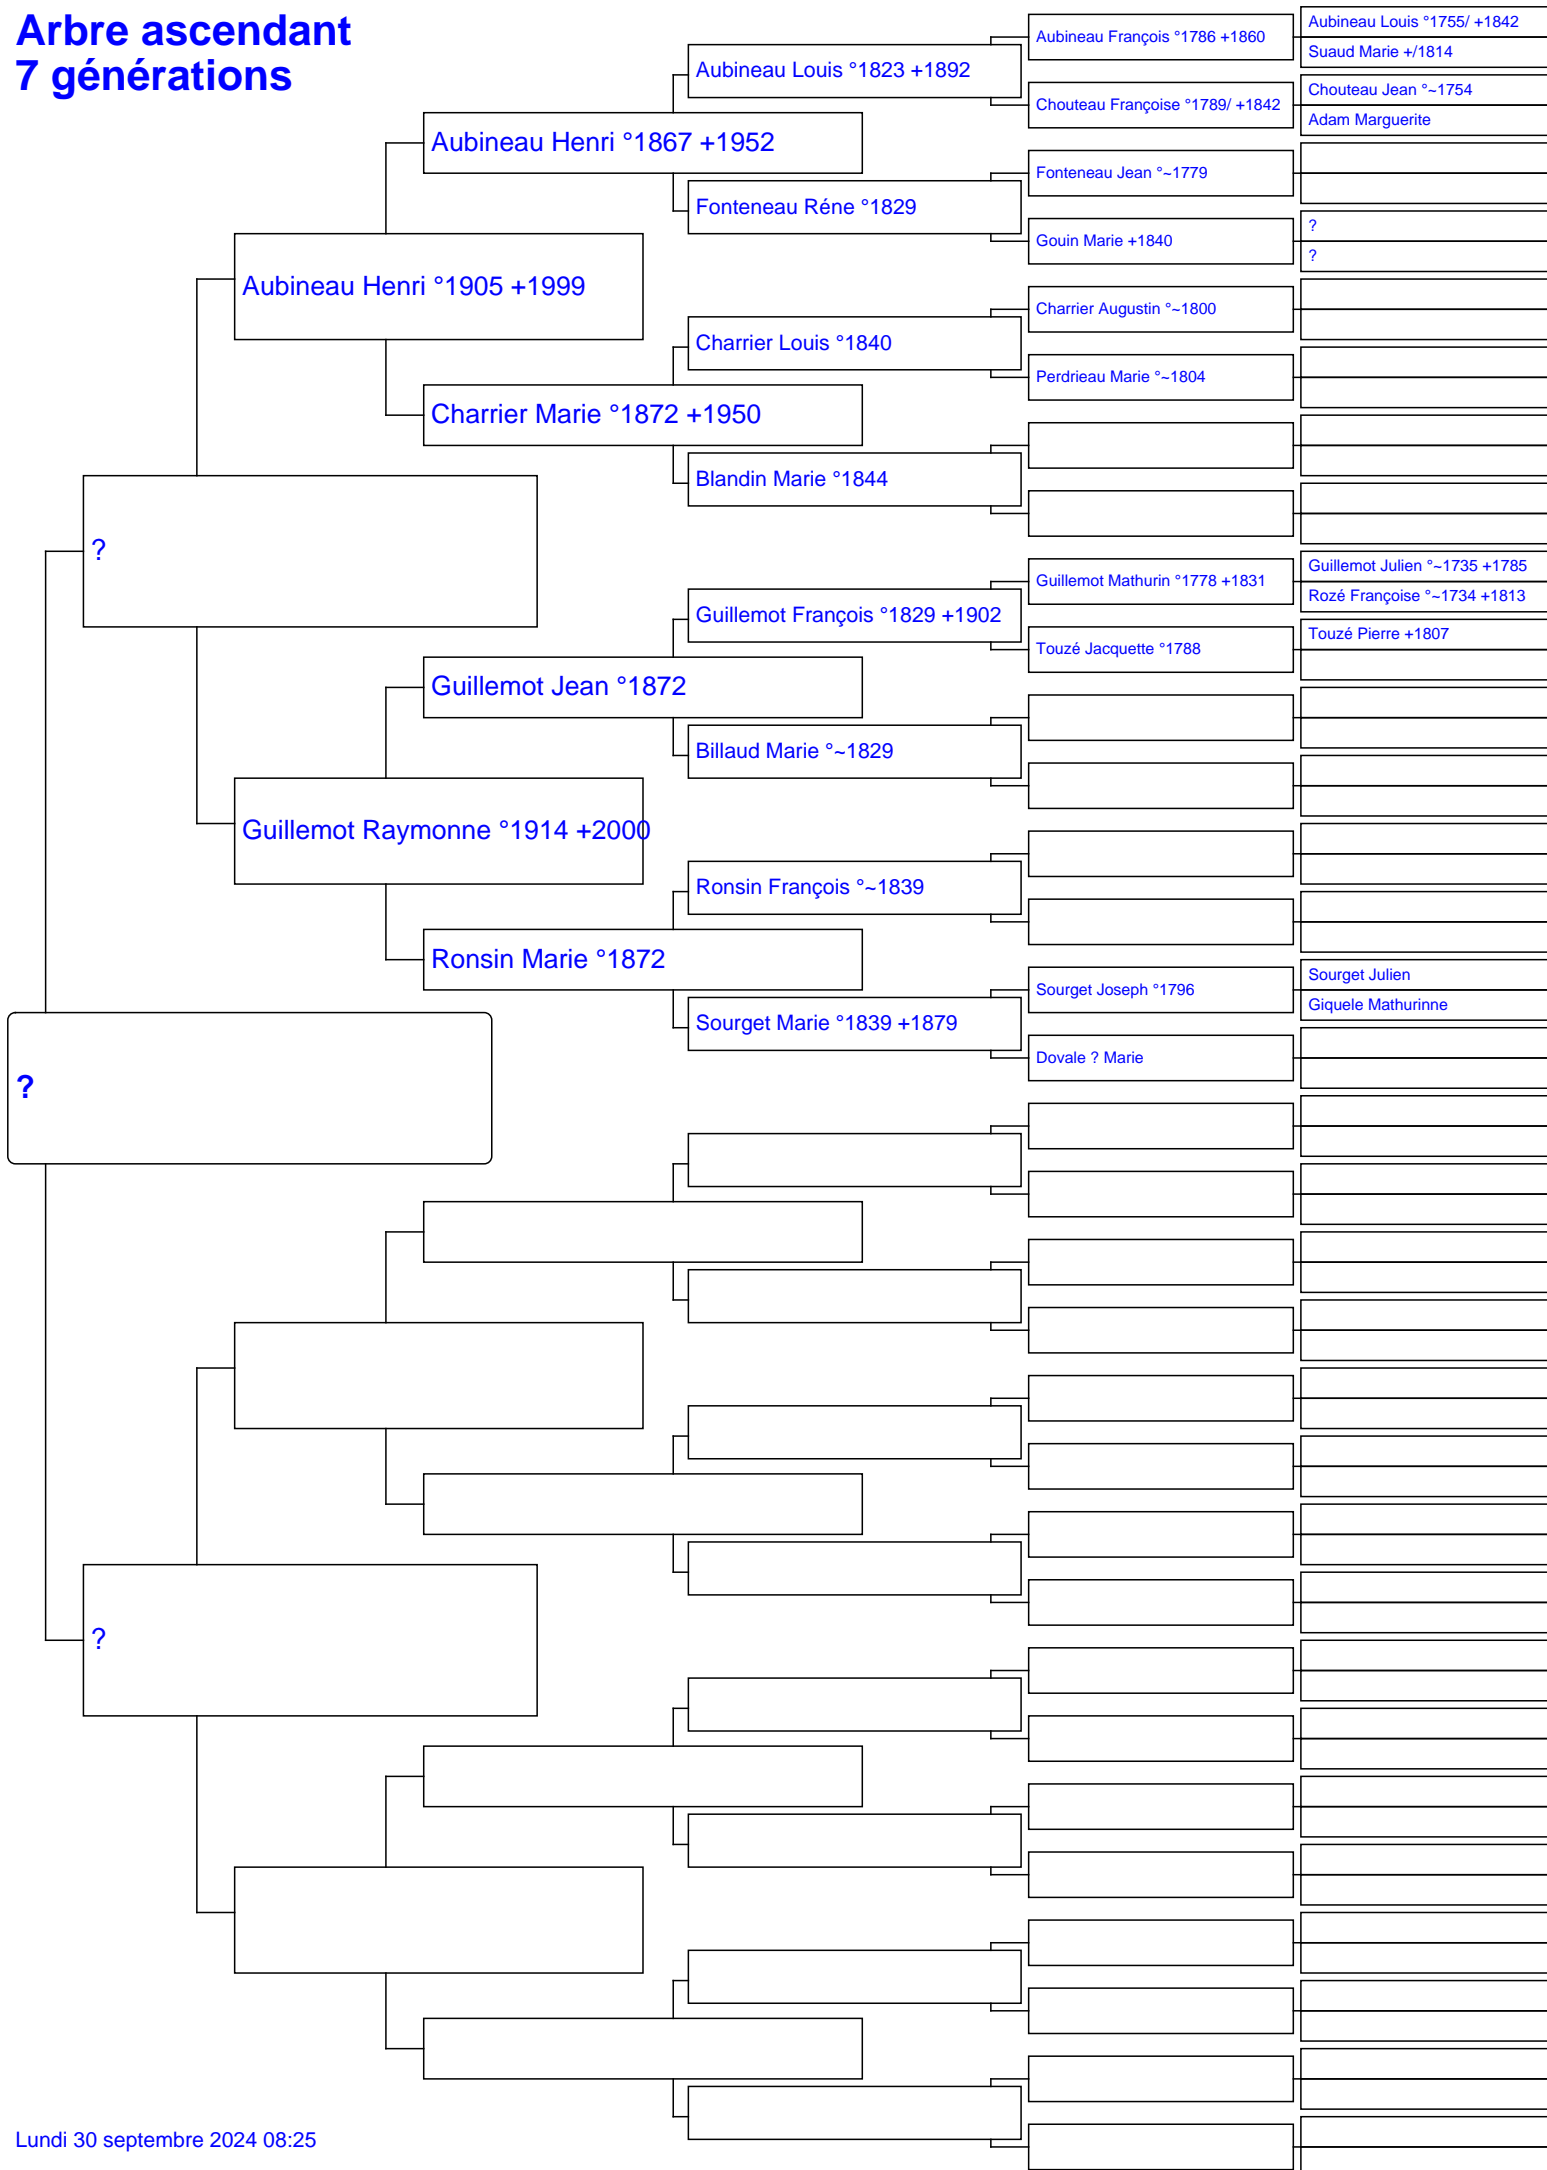 Arbre ascendant
7 générations
Aubineau Louis °1755/ +1842
Aubineau François °1786 +1860
Suaud Marie +/1814
Aubineau Louis °1823 +1892
Chouteau Jean °~1754
Chouteau Françoise °1789/ +1842
Adam Marguerite
Aubineau Henri °1867 +1952
Fonteneau Jean °~1779
Fonteneau Réne °1829
?
Gouin Marie +1840
?
Aubineau Henri °1905 +1999
Charrier Augustin °~1800
Charrier Louis °1840
Perdrieau Marie °~1804
Charrier Marie °1872 +1950
Blandin Marie °1844
?
Guillemot Julien °~1735 +1785
Guillemot Mathurin °1778 +1831
Rozé Françoise °~1734 +1813
Guillemot François °1829 +1902
Touzé Pierre +1807
Touzé Jacquette °1788
Guillemot Jean °1872
Billaud Marie °~1829
Guillemot Raymonne °1914 +2000
Ronsin François °~1839
Ronsin Marie °1872
Sourget Julien
Sourget Joseph °1796
Giquele Mathurinne
Sourget Marie °1839 +1879
Dovale ? Marie
?
?
Lundi 30 septembre 2024 08:25